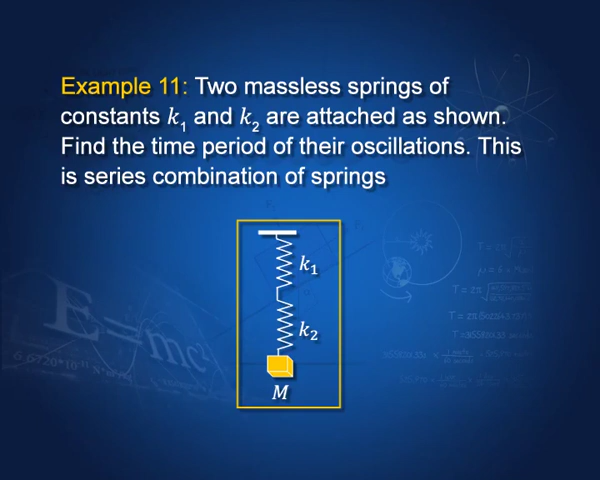 Example 11: Two massless springs of
constants k₁ and k₂ are attached as shown.
Find the time period of their oscillations. This
is series combination of springs
k₁
k₂
M
E=mc²